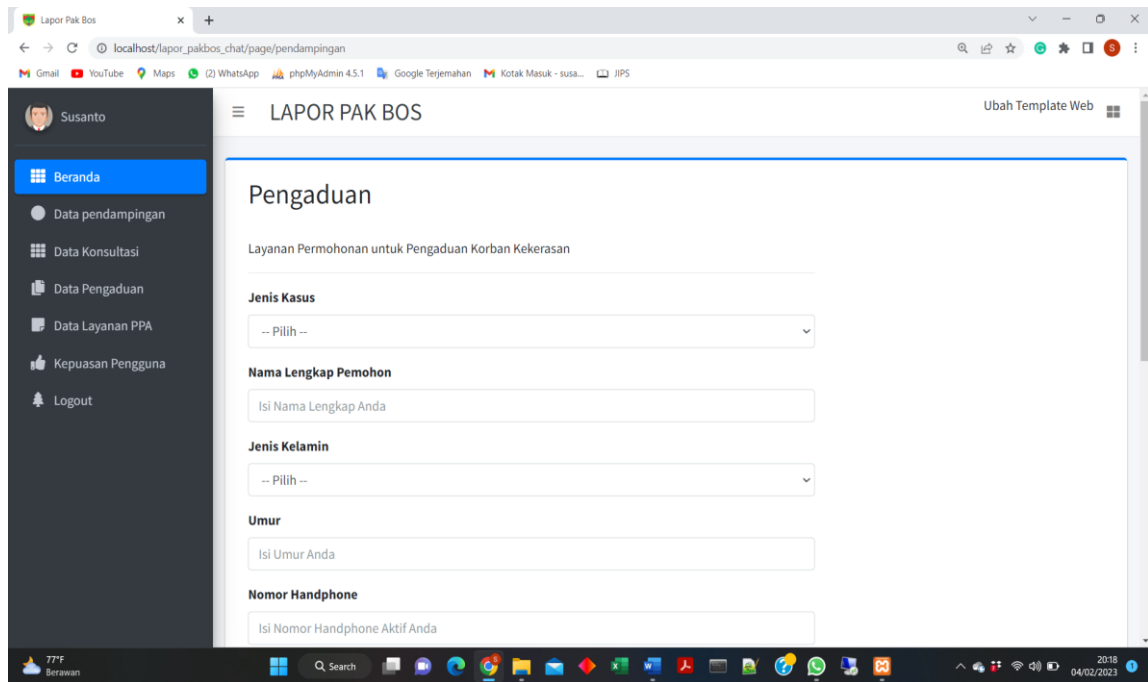 Lapor Pak Bos
localhost/lapor_pakbos_chat/page/pendampingan
S
Gmail YouTube Maps (2) WhatsApp phpMyAdmin 4.5.1 Google Terjemahan Kotak Masuk - susa... JIPS
Susanto
LAPOR PAK BOS
Ubah Template Web
Beranda
Data pendampingan
Data Konsultasi
Data Pengaduan
Data Layanan PPA
Kepuasan Pengguna
Logout
Pengaduan
Layanan Permohonan untuk Pengaduan Korban Kekerasan
Jenis Kasus
-- Pilih --
Nama Lengkap Pemohon
Isi Nama Lengkap Anda
Jenis Kelamin
-- Pilih --
Umur
Isi Umur Anda
Nomor Handphone
Isi Nomor Handphone Aktif Anda
77°F
Berawan
Search
20:18
04/02/2023
1